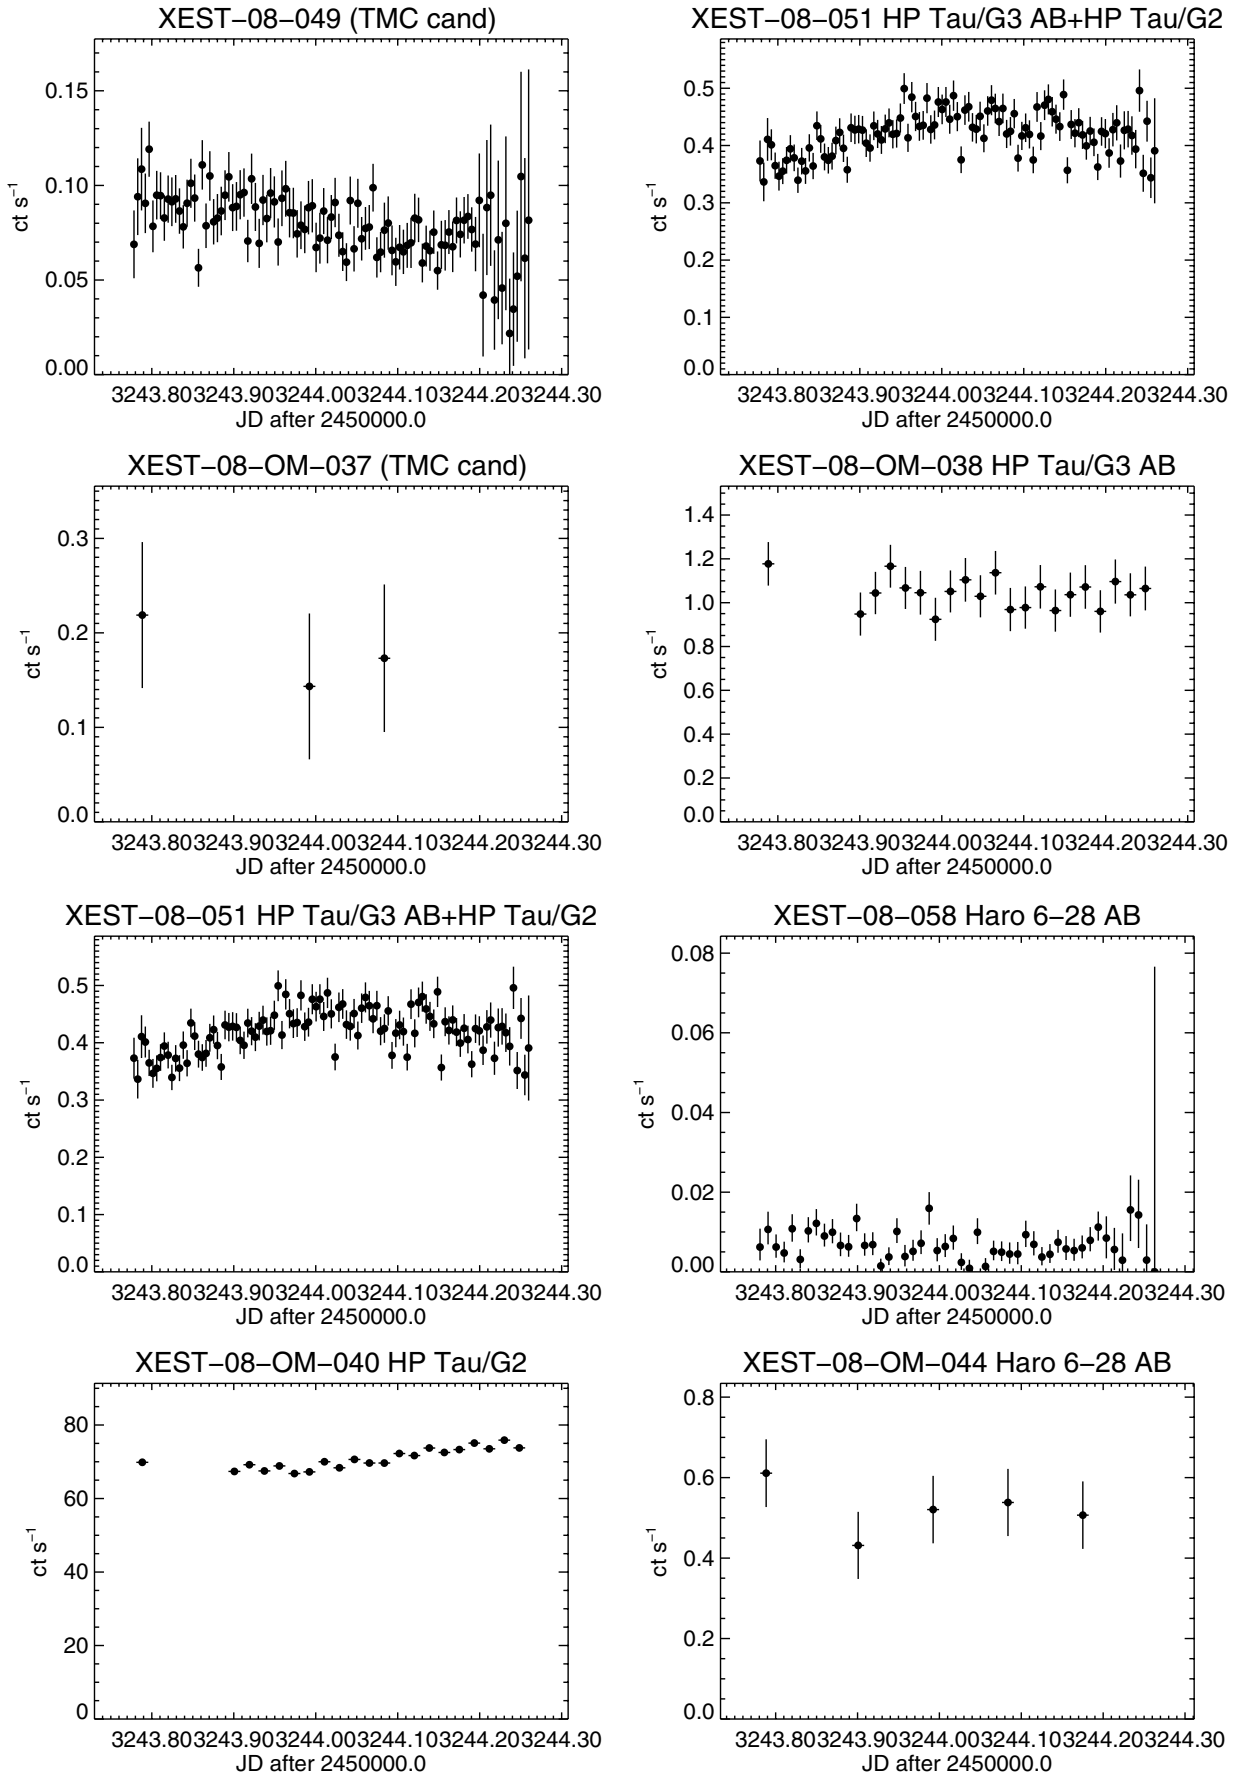 XEST−08−049 (TMC cand)
0.15
0.10
0.05
0.00
ct s−1
3243.803243.903244.003244.103244.203244.30
JD after 2450000.0
XEST−08−051 HP Tau/G3 AB+HP Tau/G2
0.5
0.4
0.3
0.2
0.1
0.0
ct s−1
3243.803243.903244.003244.103244.203244.30
JD after 2450000.0
XEST−08−OM−037 (TMC cand)
0.3
0.2
0.1
0.0
ct s−1
3243.803243.903244.003244.103244.203244.30
JD after 2450000.0
XEST−08−OM−038 HP Tau/G3 AB
1.4
1.2
1.0
0.8
0.6
0.4
0.2
0.0
ct s−1
3243.803243.903244.003244.103244.203244.30
JD after 2450000.0
XEST−08−051 HP Tau/G3 AB+HP Tau/G2
0.5
0.4
0.3
0.2
0.1
0.0
ct s−1
3243.803243.903244.003244.103244.203244.30
JD after 2450000.0
XEST−08−058 Haro 6−28 AB
0.08
0.06
0.04
0.02
0.00
ct s−1
3243.803243.903244.003244.103244.203244.30
JD after 2450000.0
XEST−08−OM−040 HP Tau/G2
80
60
40
20
0
ct s−1
3243.803243.903244.003244.103244.203244.30
JD after 2450000.0
XEST−08−OM−044 Haro 6−28 AB
0.8
0.6
0.4
0.2
0.0
ct s−1
3243.803243.903244.003244.103244.203244.30
JD after 2450000.0